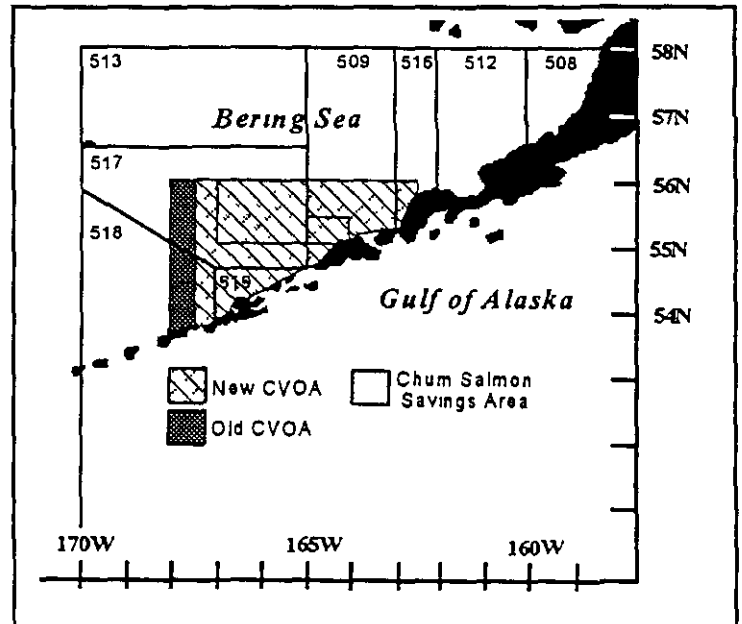 513
509
516
512
508
58N
Bering Sea
57N
517
56N
518
55N
519
Gulf of Alaska
54N
New CVOA
Chum Salmon
Savings Area
Old CVOA
170W
165W
160W